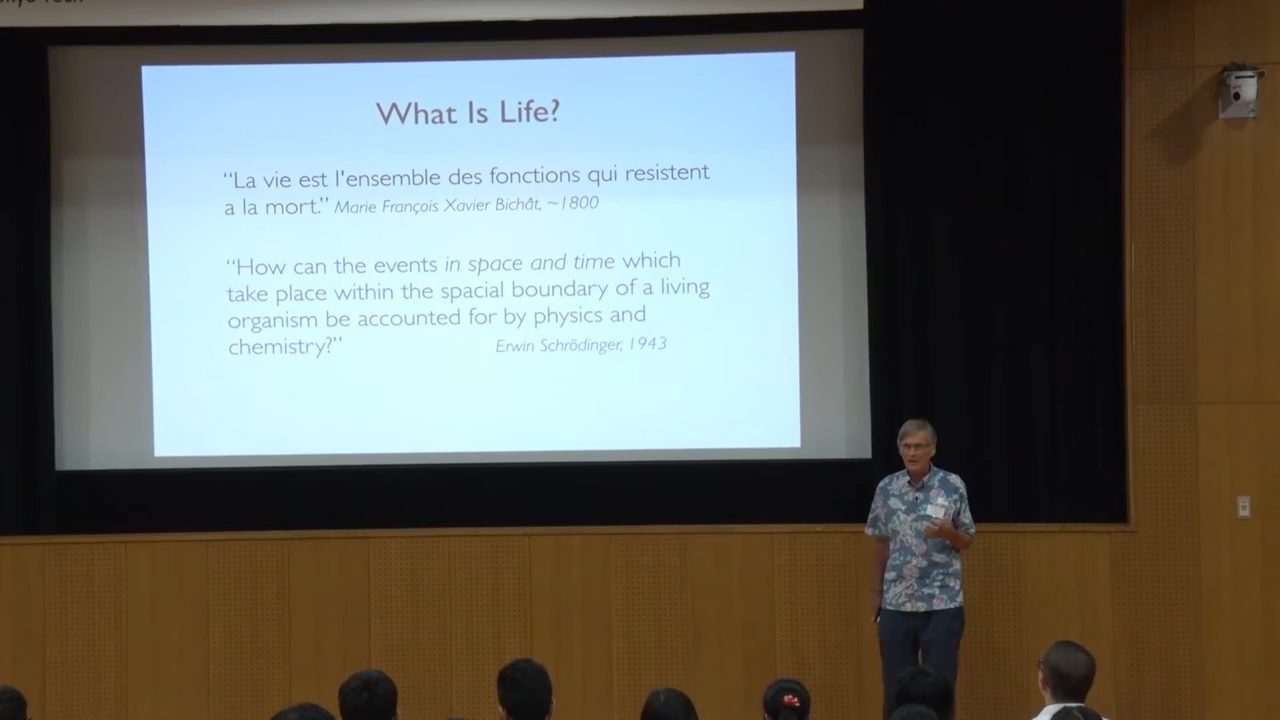 What Is Life?
“La vie est l'ensemble des fonctions qui resistent
a la mort.” Marie François Xavier Bichât, ~1800
“How can the events in space and time which
take place within the spacial boundary of a living
organism be accounted for by physics and
chemistry?” Erwin Schrödinger, 1943